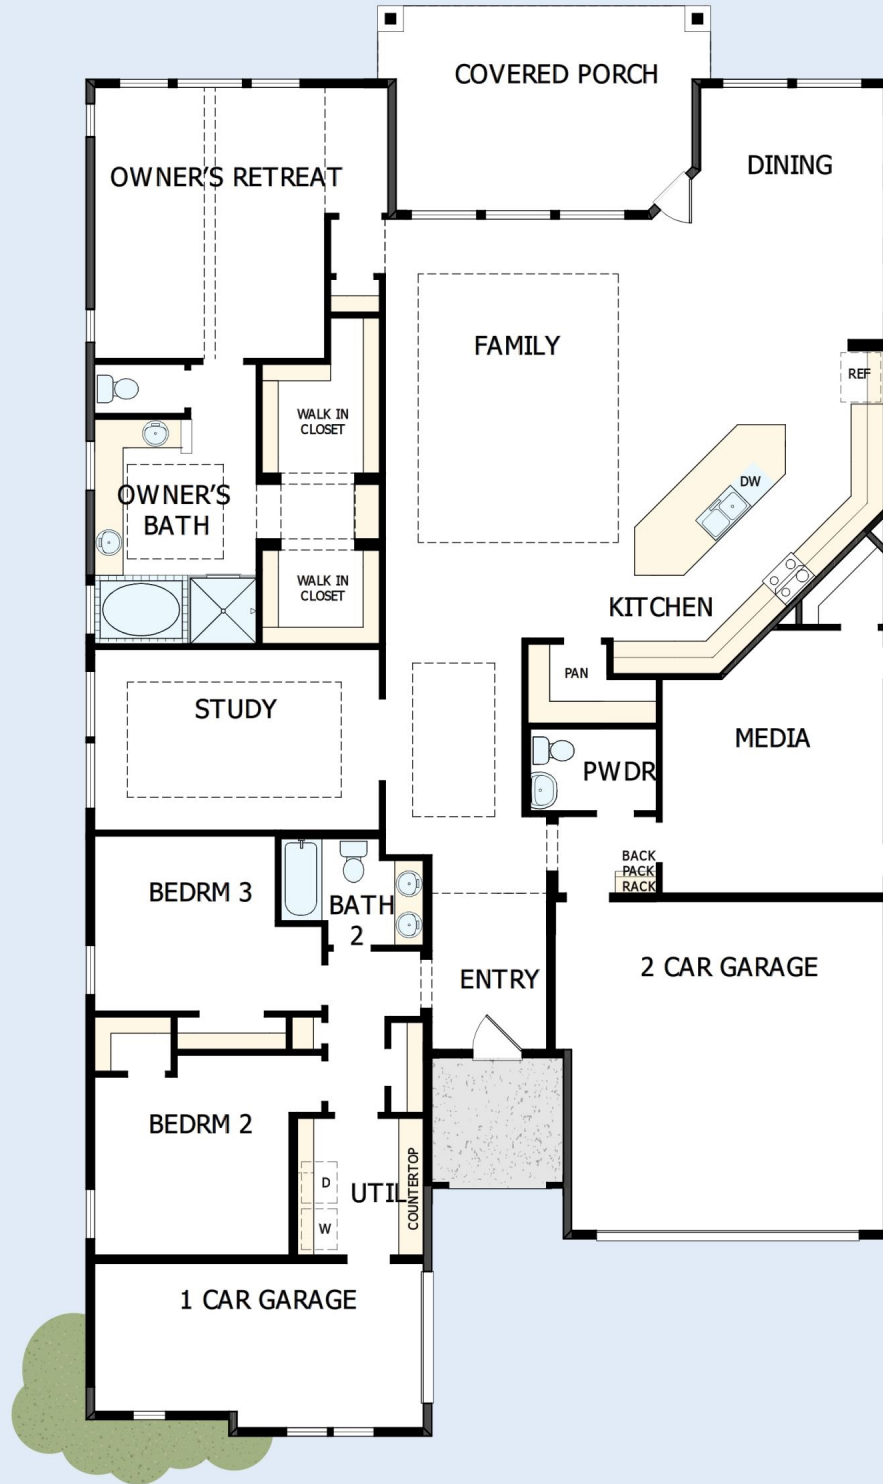 COVERED PORCH
DINING
OWNER'S RETREAT
FAMILY
REF
WALK IN
CLOSET
DW
OWNER'S
BATH
WALK IN
CLOSET
KITCHEN
PAN
STUDY
MEDIA
PWDR
BACK
PACK
RACK
BEDRM 3
BATH
2
ENTRY
2 CAR GARAGE
BEDRM 2
D
UTIL
COUNTERTOP
W
1 CAR GARAGE